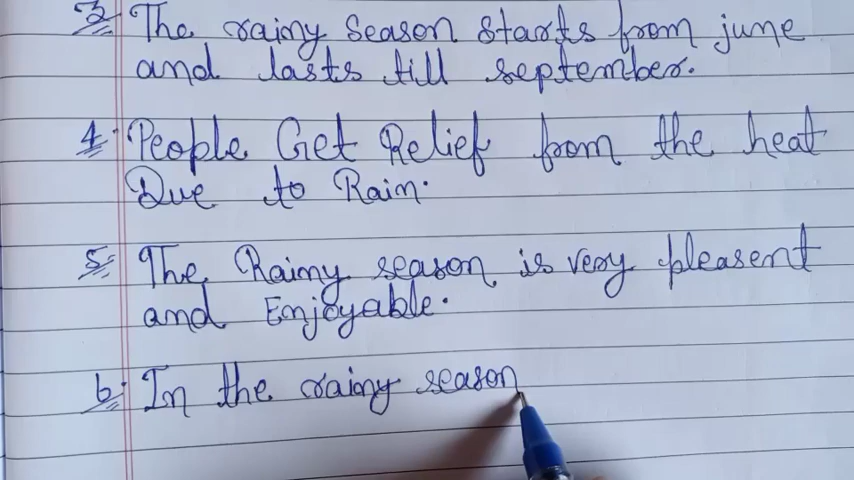 3. The rainy season starts from june
and lasts till september.
4. People Get Relief from the heat
Due to Rain.
5. The Rainy season is very pleasent
and Enjoyable.
6. In the rainy season